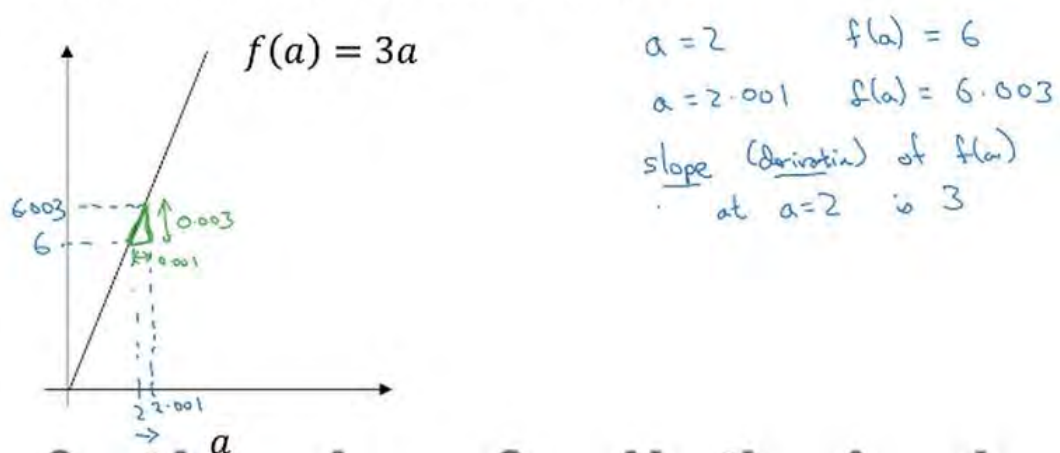 f(a) = 3a
a = 2 f(a) = 6
a = 2.001 f(a) = 6.003
slope (derivative) of f(a)
at a=2 is 3
6.003
0.003
6
0.001
2 2.001
a